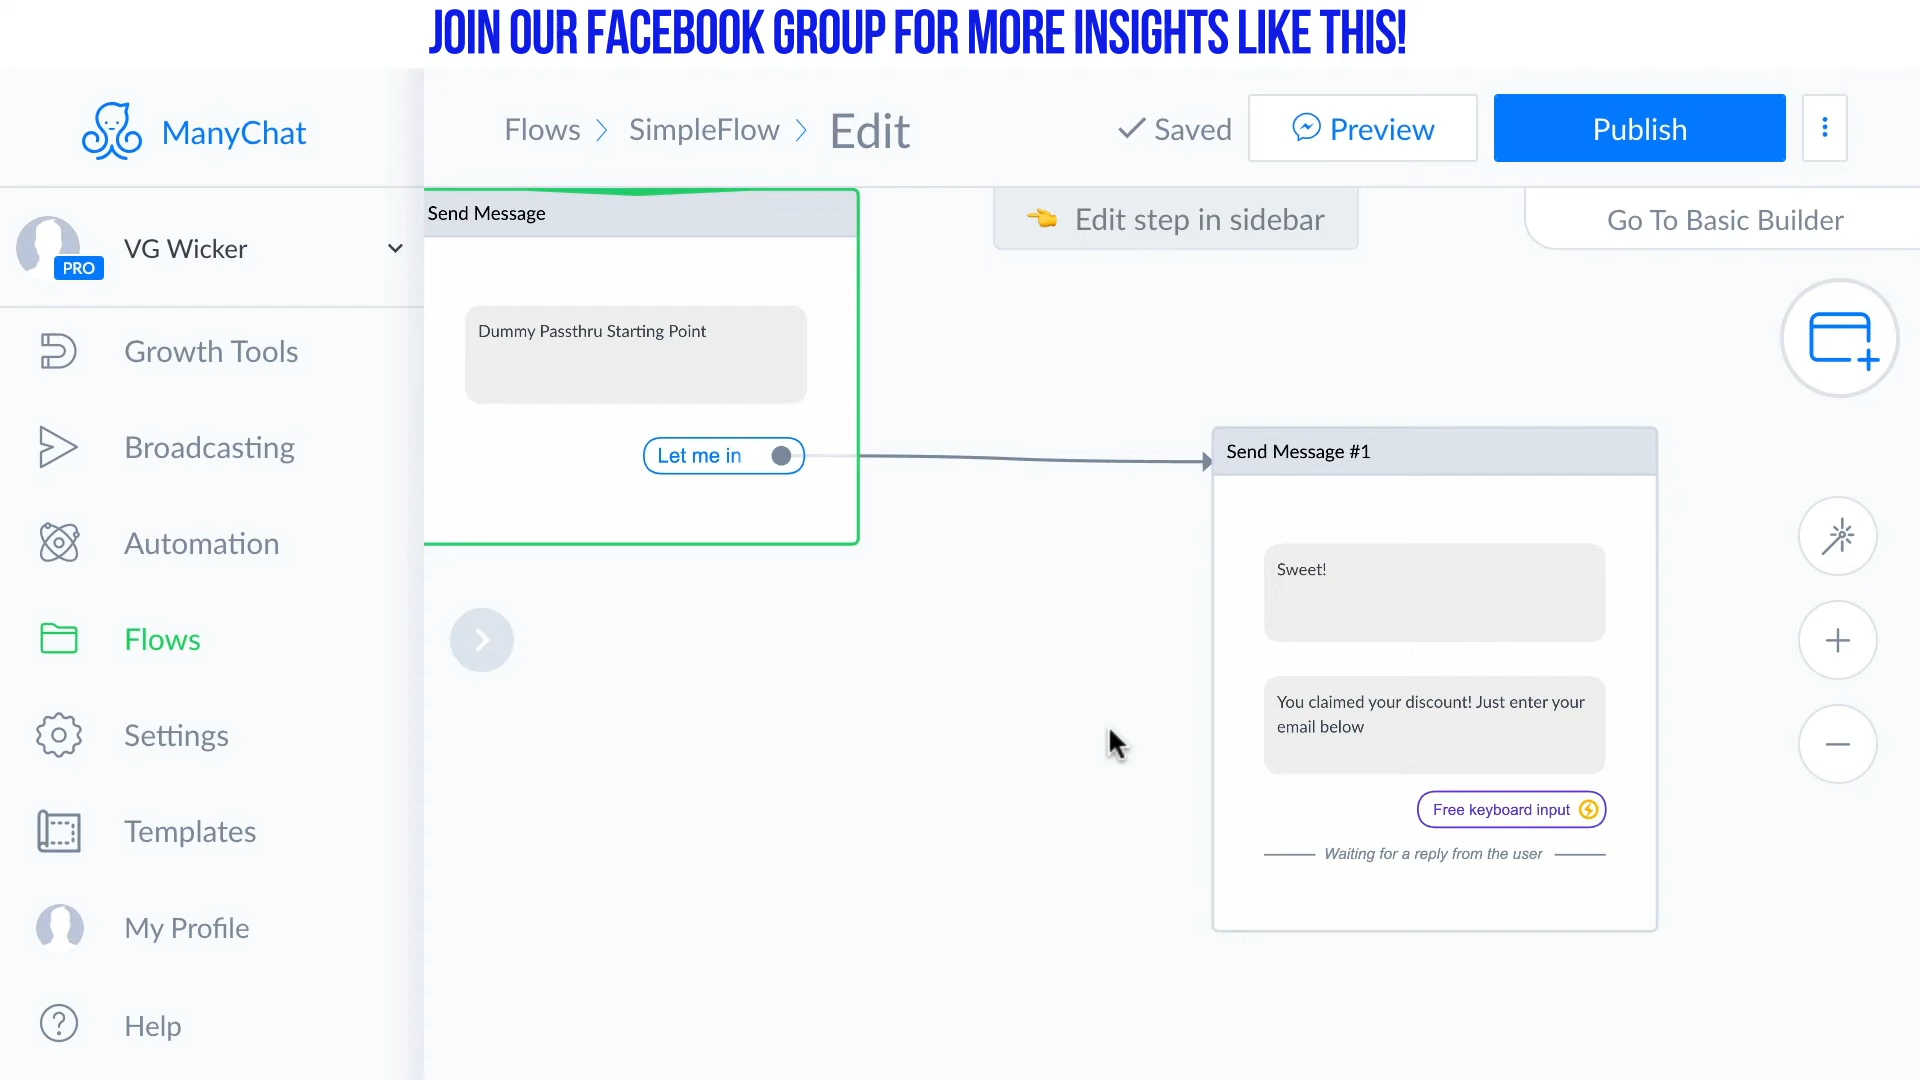 JOIN OUR FACEBOOK GROUP FOR MORE INSIGHTS LIKE THIS!
ManyChat
Flows
SimpleFlow
Edit
Saved
Preview
Publish
VG Wicker
PRO
Growth Tools
Broadcasting
Automation
Flows
Settings
Templates
My Profile
Help
Edit step in sidebar
Go To Basic Builder
Send Message
Dummy Passthru Starting Point
Let me in
Send Message #1
Sweet!
You claimed your discount! Just enter your
email below
Free keyboard input
Waiting for a reply from the user